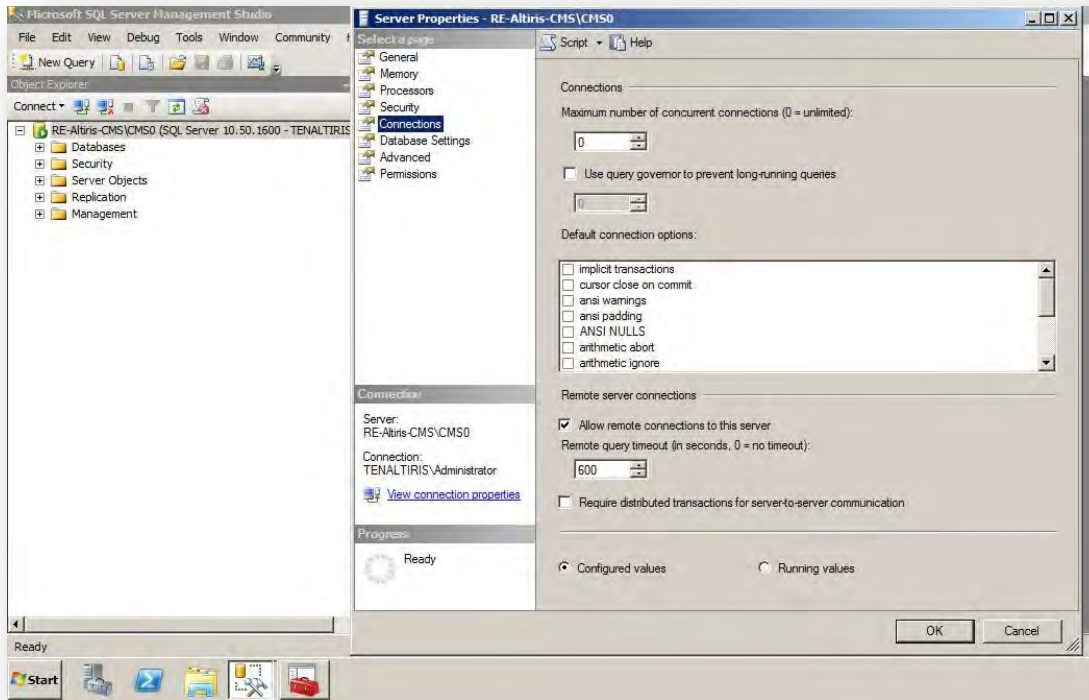 Microsoft SQL Server Management Studio
File Edit View Debug Tools Window Community
New Query
Object Explorer
Connect
RE-Altiris-CMS\CMS0 (SQL Server 10.50.1600 - TENALTIRIS
Databases
Security
Server Objects
Replication
Management
Ready
Start
Server Properties - RE-Altiris-CMS\CMS0
Select a page
General
Memory
Processors
Security
Connections
Database Settings
Advanced
Permissions
Connection
Server:
RE-Altiris-CMS\CMS0
Connection:
TENALTIRIS\Administrator
View connection properties
Progress
Ready
Script Help
Connections
Maximum number of concurrent connections (0 = unlimited):
0
Use query governor to prevent long-running queries
0
Default connection options:
implicit transactions
cursor close on commit
ansi warnings
ansi padding
ANSI NULLS
arithmetic abort
arithmetic ignore
Remote server connections
Allow remote connections to this server
Remote query timeout (in seconds, 0 = no timeout):
600
Require distributed transactions for server-to-server communication
Configured values Running values
OK Cancel